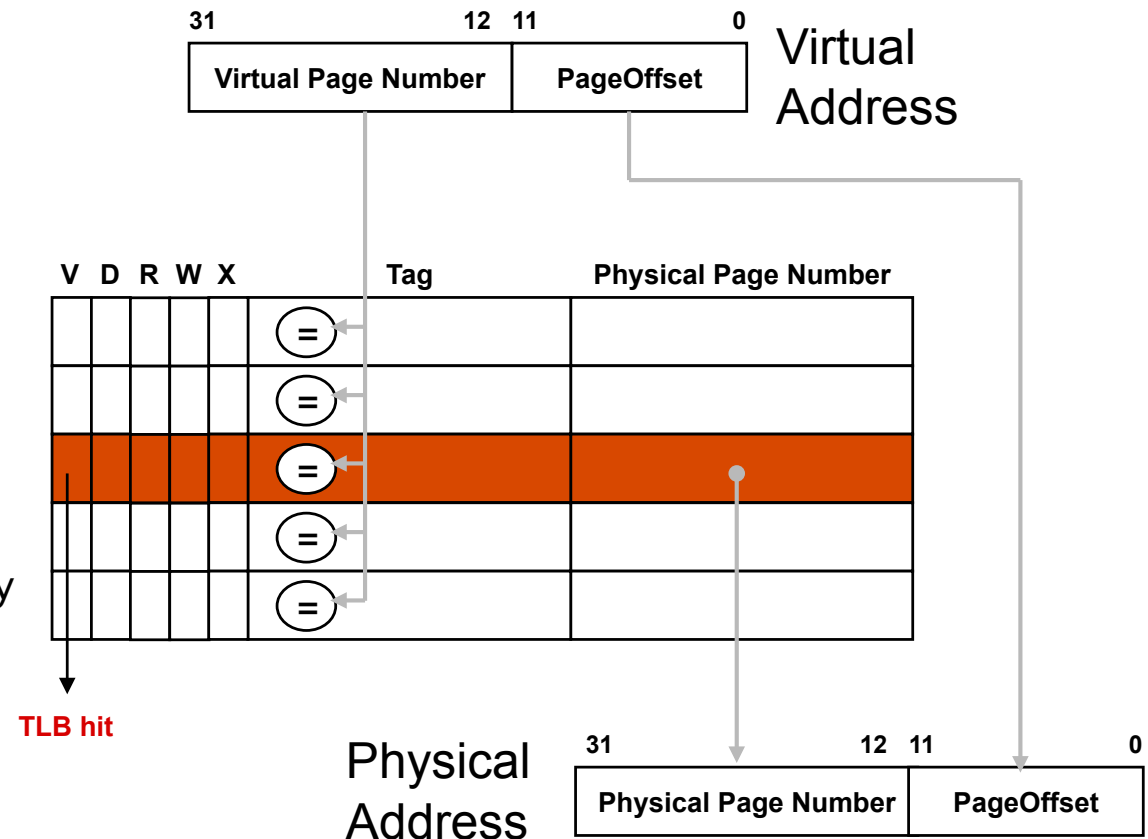 31 12 11 0
Virtual Page Number PageOffset
Virtual
Address
V D R W X Tag Physical Page Number
=
=
=
=
=
y
TLB hit
Physical
Address
31 12 11 0
Physical Page Number PageOffset